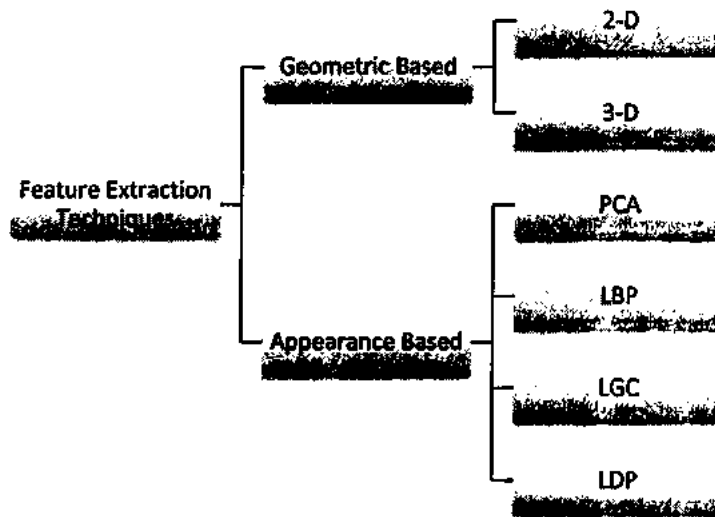 2-D
Geometric Based
3-D
Feature Extraction
Techniques
PCA
LBP
Appearance Based
LGC
LDP